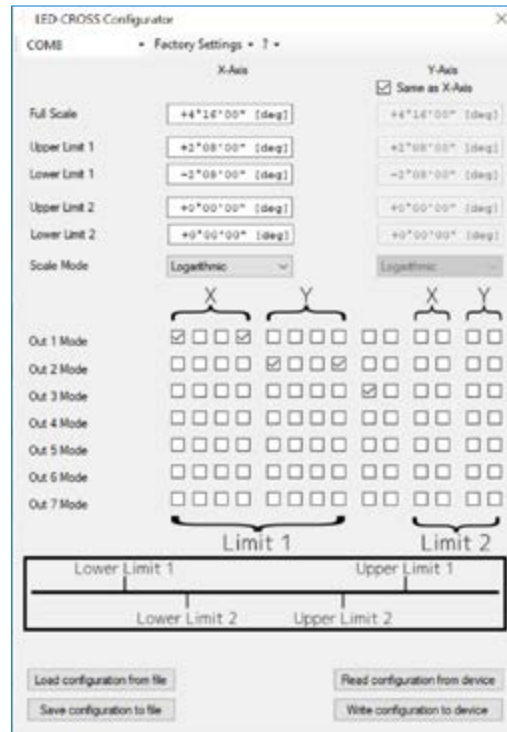 LED-CROSS Configurator
COM8 Factory Settings ?
X-Axis Y-Axis
Same as X-Axis
Full Scale +4°16'00" [deg] +4°16'00" [deg]
Upper Limit 1 +2°08'00" [deg] +2°08'00" [deg]
Lower Limit 1 -2°08'00" [deg] -2°08'00" [deg]
Upper Limit 2 +0°00'00" [deg] +0°00'00" [deg]
Lower Limit 2 +0°00'00" [deg] +0°00'00" [deg]
Scale Mode Logarithmic Logarithmic
X Y X Y
Out 1 Mode
Out 2 Mode
Out 3 Mode
Out 4 Mode
Out 5 Mode
Out 6 Mode
Out 7 Mode
Limit 1 Limit 2
Lower Limit 1 Upper Limit 1
Lower Limit 2 Upper Limit 2
Load configuration from file Read configuration from device
Save configuration to file Write configuration to device